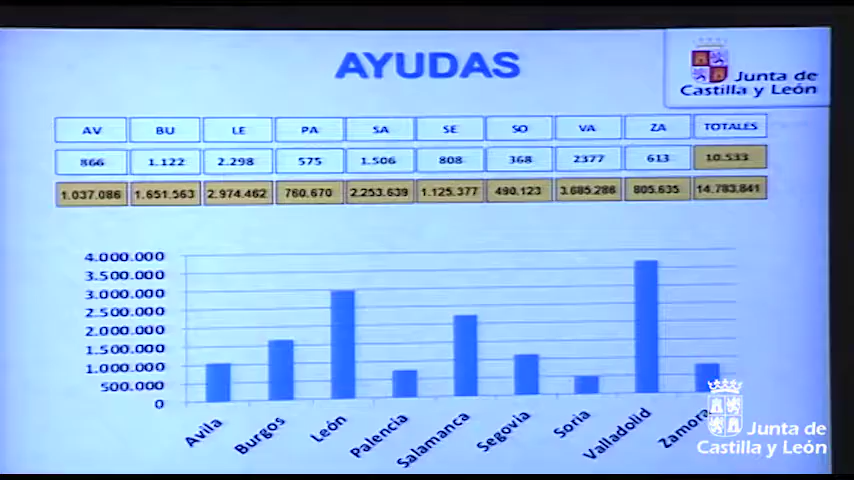 AYUDAS
Junta de
Castilla y León
AV BU LE PA SA SE SO VA ZA TOTALES
866 1.122 2.298 575 1.506 808 368 2377 613 10.533
1.037.086 1.651.563 2.974.462 760.670 2.253.639 1.125.377 490.123 3.685.286 805.635 14.783.841
4.000.000
3.500.000
3.000.000
2.500.000
2.000.000
1.500.000
1.000.000
500.000
0
Avila Burgos León Palencia Salamanca Segovia Soria Valladolid Zamora
Junta de
Castilla y León